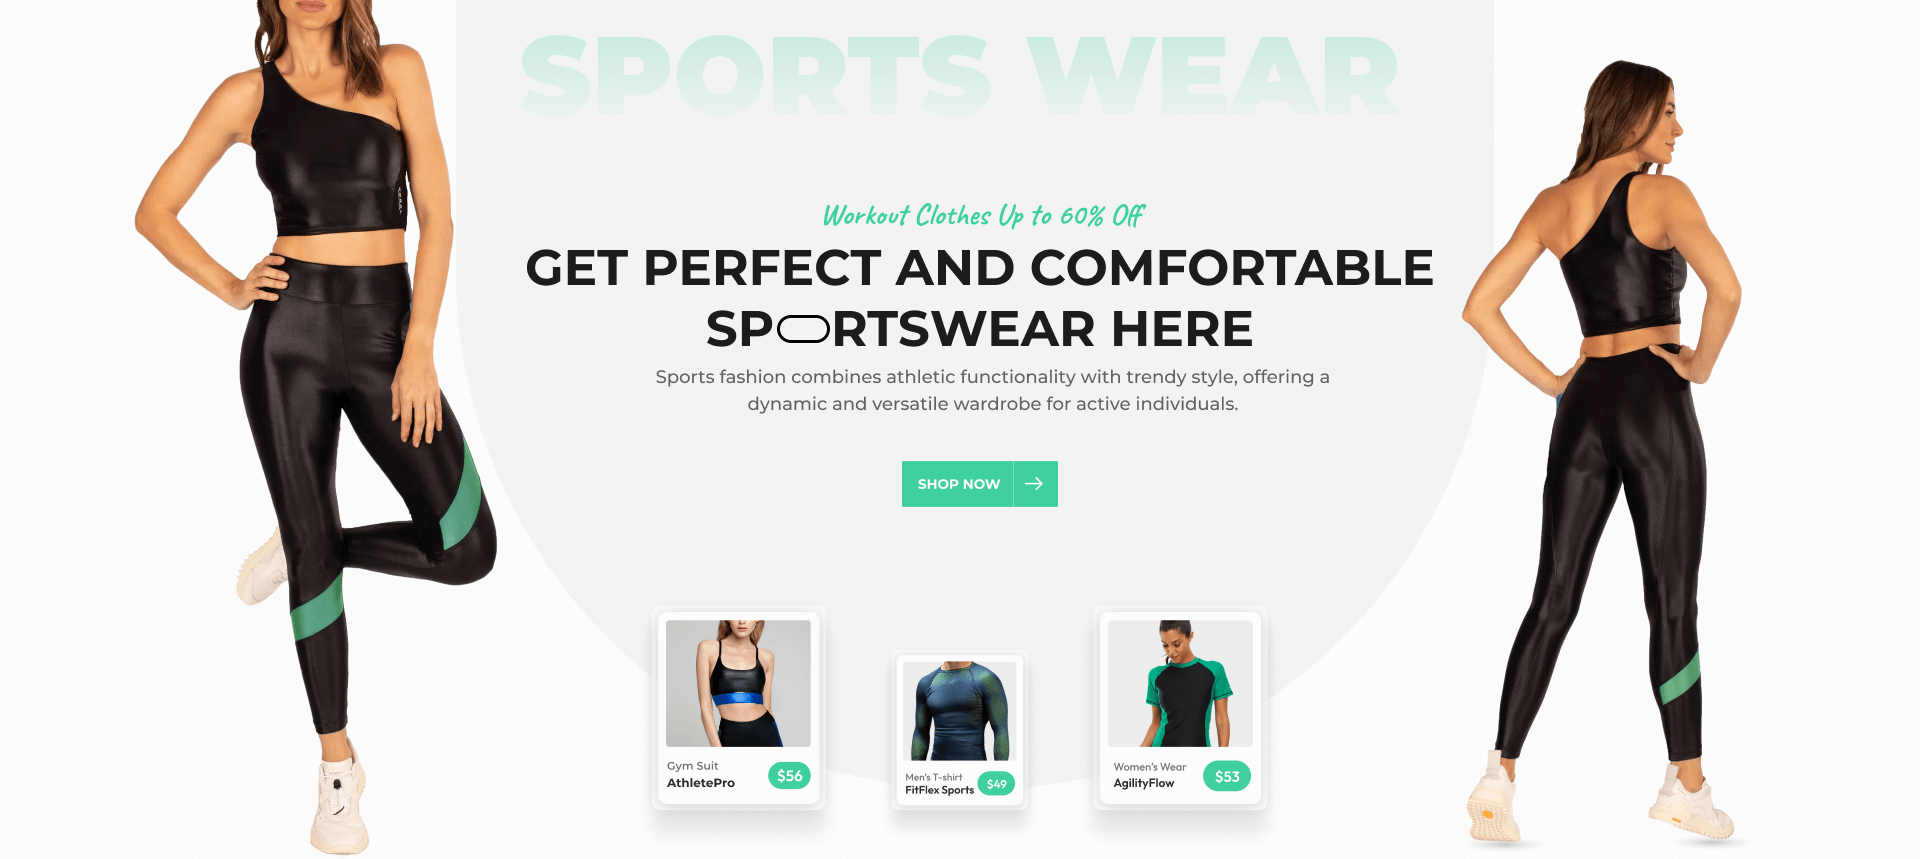 SPORTS WEAR
Workout Clothes Up to 60% Off
GET PERFECT AND COMFORTABLE
SPORTSWEAR HERE
Sports fashion combines athletic functionality with trendy style, offering a
dynamic and versatile wardrobe for active individuals.
SHOP NOW
Gym Suit
AthletePro
$56
Men's T-shirt
FitFlex Sports
$49
Women's Wear
AgilityFlow
$53